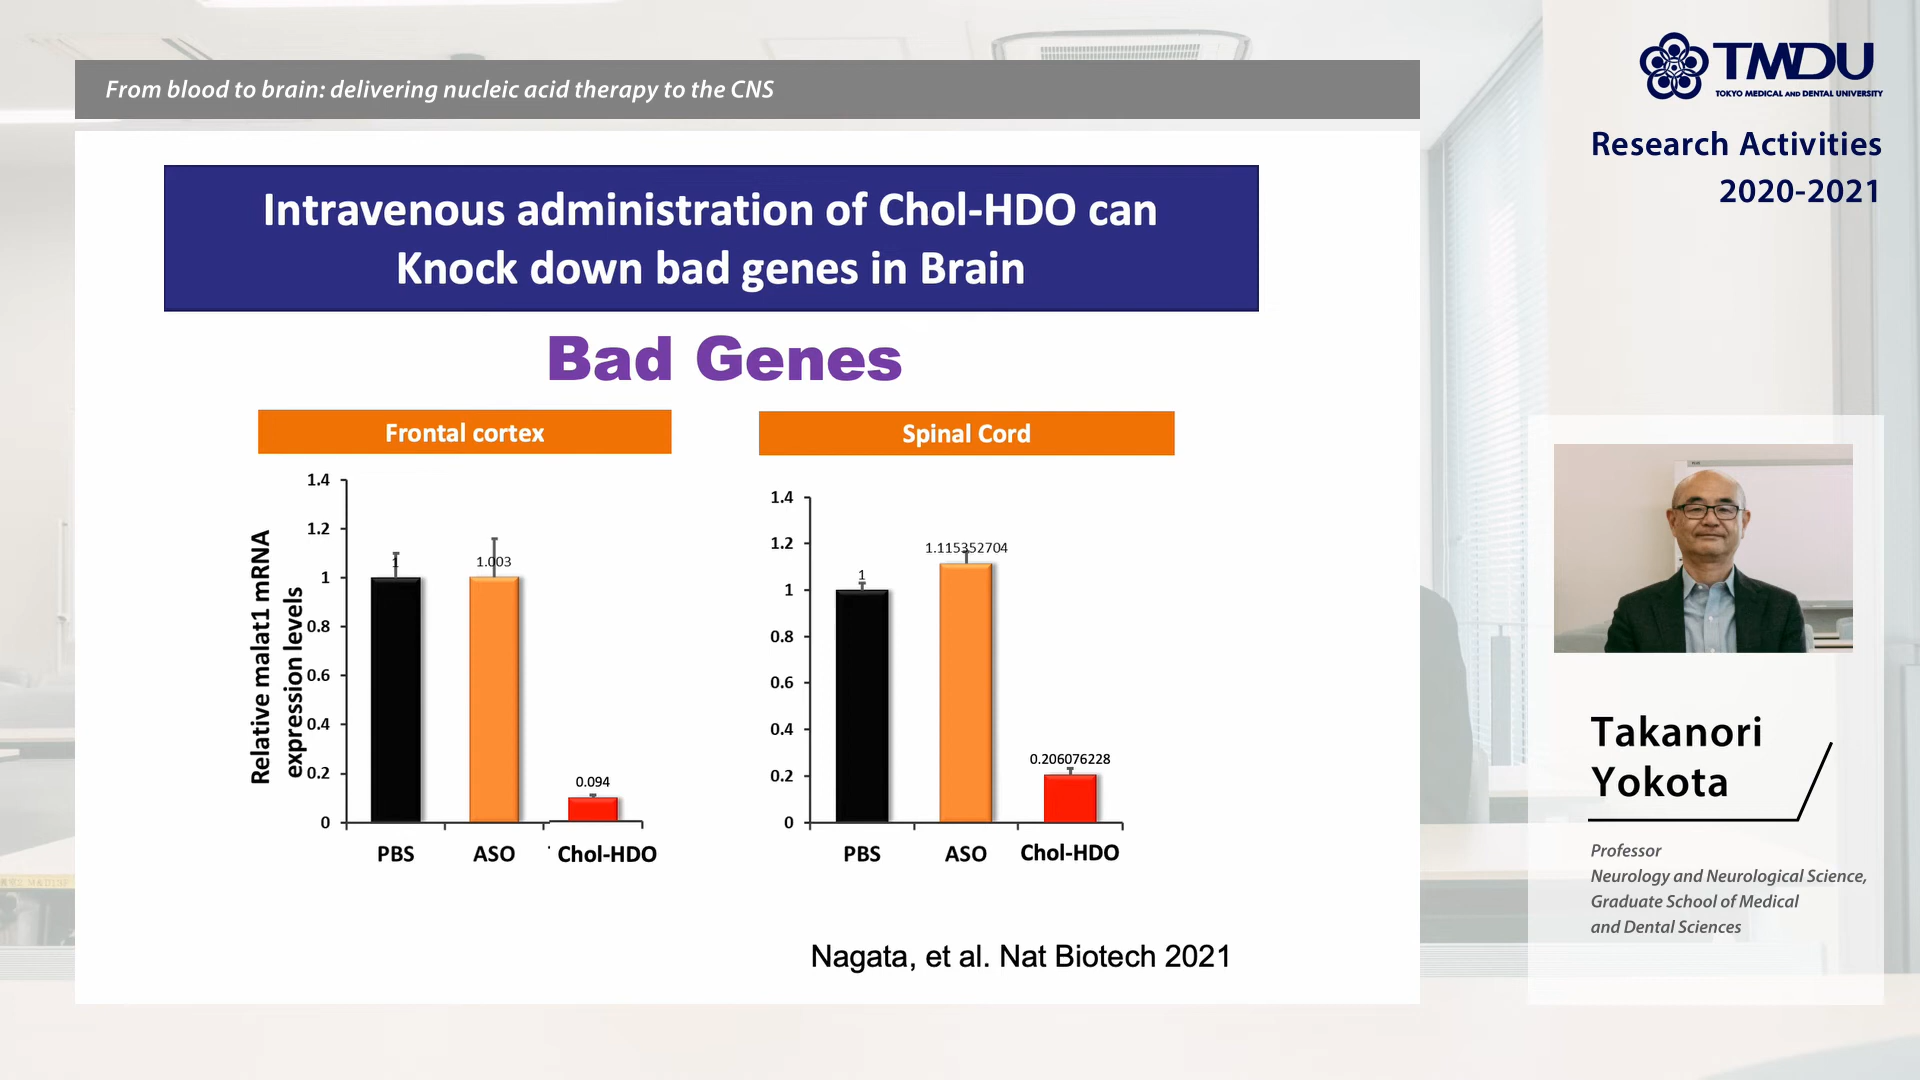 From blood to brain: delivering nucleic acid therapy to the CNS
TMDU
TOKYO MEDICAL AND DENTAL UNIVERSITY
Research Activities
2020-2021
Intravenous administration of Chol-HDO can
Knock down bad genes in Brain
Bad Genes
Frontal cortex
Relative malat1 mRNA
expression levels
1.4
1.2
1
0.8
0.6
0.4
0.2
0
1
1.003
0.094
PBS ASO Chol-HDO
Spinal Cord
1.4
1.2
1
0.8
0.6
0.4
0.2
0
1
1.115352704
0.206076228
PBS ASO Chol-HDO
Nagata, et al. Nat Biotech 2021
Takanori
Yokota
Professor
Neurology and Neurological Science,
Graduate School of Medical
and Dental Sciences